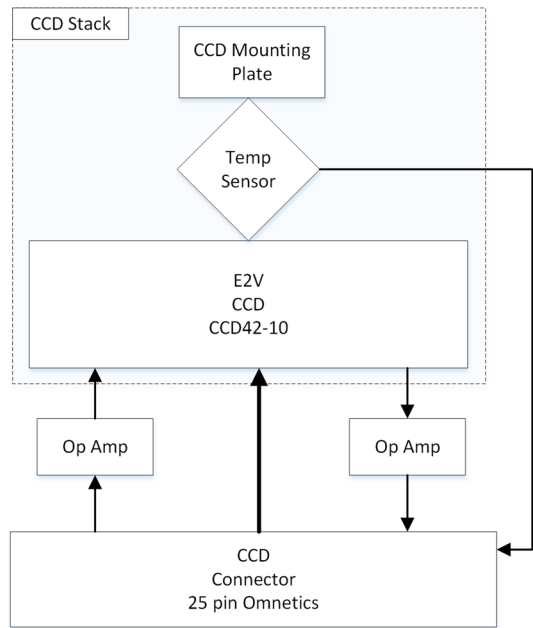 CCD Stack
CCD Mounting
Plate
Temp
Sensor
E2V
CCD
CCD42-10
Op Amp
Op Amp
CCD
Connector
25 pin Omnetics